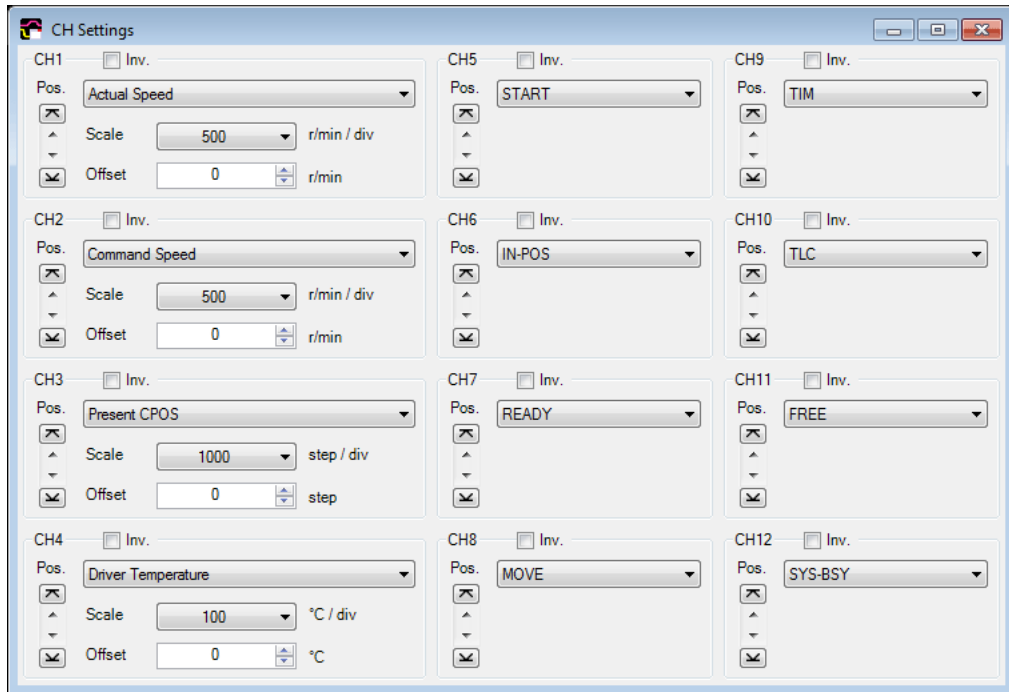 CH Settings
CH1 Inv.
Pos. Actual Speed
Scale 500 r/min / div
Offset 0 r/min
CH2 Inv.
Pos. Command Speed
Scale 500 r/min / div
Offset 0 r/min
CH3 Inv.
Pos. Present CPOS
Scale 1000 step / div
Offset 0 step
CH4 Inv.
Pos. Driver Temperature
Scale 100 °C / div
Offset 0 °C
CH5 Inv.
Pos. START
CH6 Inv.
Pos. IN-POS
CH7 Inv.
Pos. READY
CH8 Inv.
Pos. MOVE
CH9 Inv.
Pos. TIM
CH10 Inv.
Pos. TLC
CH11 Inv.
Pos. FREE
CH12 Inv.
Pos. SYS-BSY